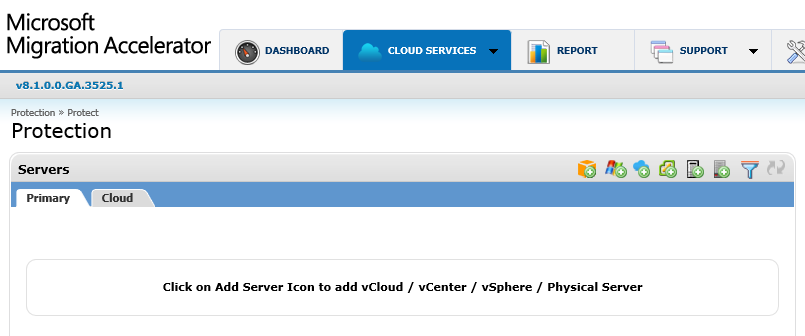 Microsoft
Migration Accelerator
DASHBOARD
CLOUD SERVICES
REPORT
SUPPORT
v8.1.0.0.GA.3525.1
Protection » Protect
Protection
Servers
Primary
Cloud
Click on Add Server Icon to add vCloud / vCenter / vSphere / Physical Server